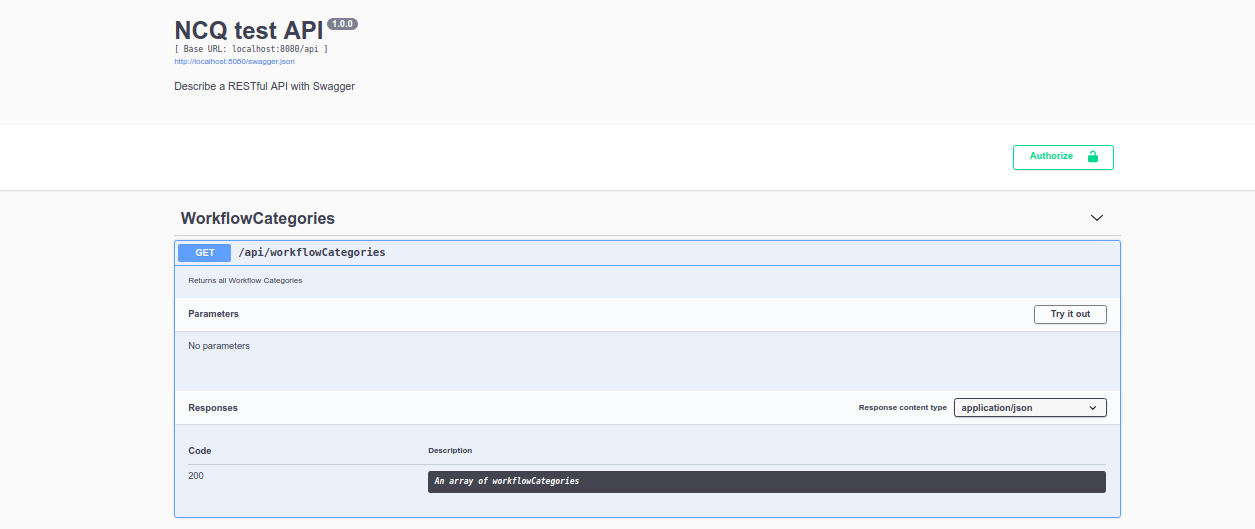 NCQ test API 1.0.0
[ Base URL: localhost:8080/api ]
http://localhost:8080/swagger.json
Describe a RESTful API with Swagger
Authorize
WorkflowCategories
GET /api/workflowCategories
Returns all Workflow Categories
Parameters Try it out
No parameters
Responses Response content type application/json
Code Description
200 An array of workflowCategories